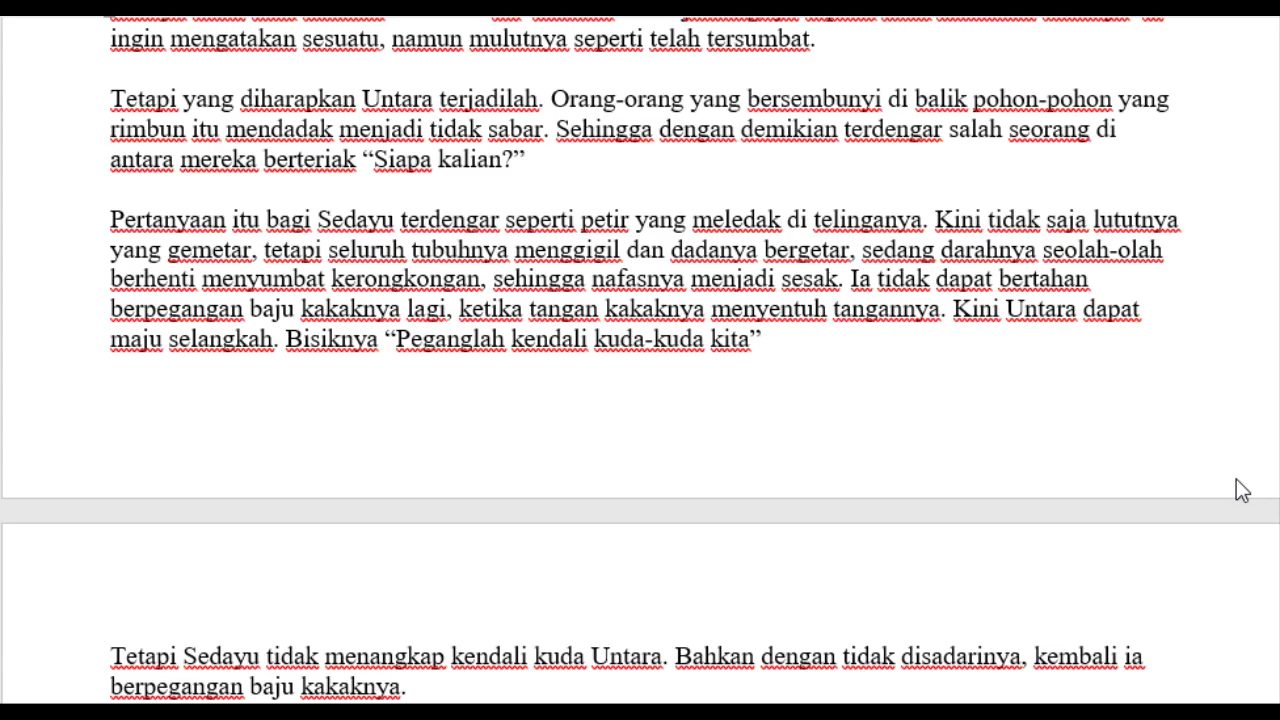 ingin mengatakan sesuatu, namun mulutnya seperti telah tersumbat.
Tetapi yang diharapkan Untara terjadilah. Orang-orang yang bersembunyi di balik pohon-pohon yang
rimbun itu mendadak menjadi tidak sabar. Sehingga dengan demikian terdengar salah seorang di
antara mereka berteriak “Siapa kalian?”
Pertanyaan itu bagi Sedayu terdengar seperti petir yang meledak di telinganya. Kini tidak saja lututnya
yang gemetar, tetapi seluruh tubuhnya menggigil dan dadanya bergetar, sedang darahnya seolah-olah
berhenti menyumbat kerongkongan, sehingga nafasnya menjadi sesak. Ia tidak dapat bertahan
berpegangan baju kakaknya lagi, ketika tangan kakaknya menyentuh tangannya. Kini Untara dapat
maju selangkah. Bisiknya “Peganglah kendali kuda-kuda kita”
Tetapi Sedayu tidak menangkap kendali kuda Untara. Bahkan dengan tidak disadarinya, kembali ia
berpegangan baju kakaknya.